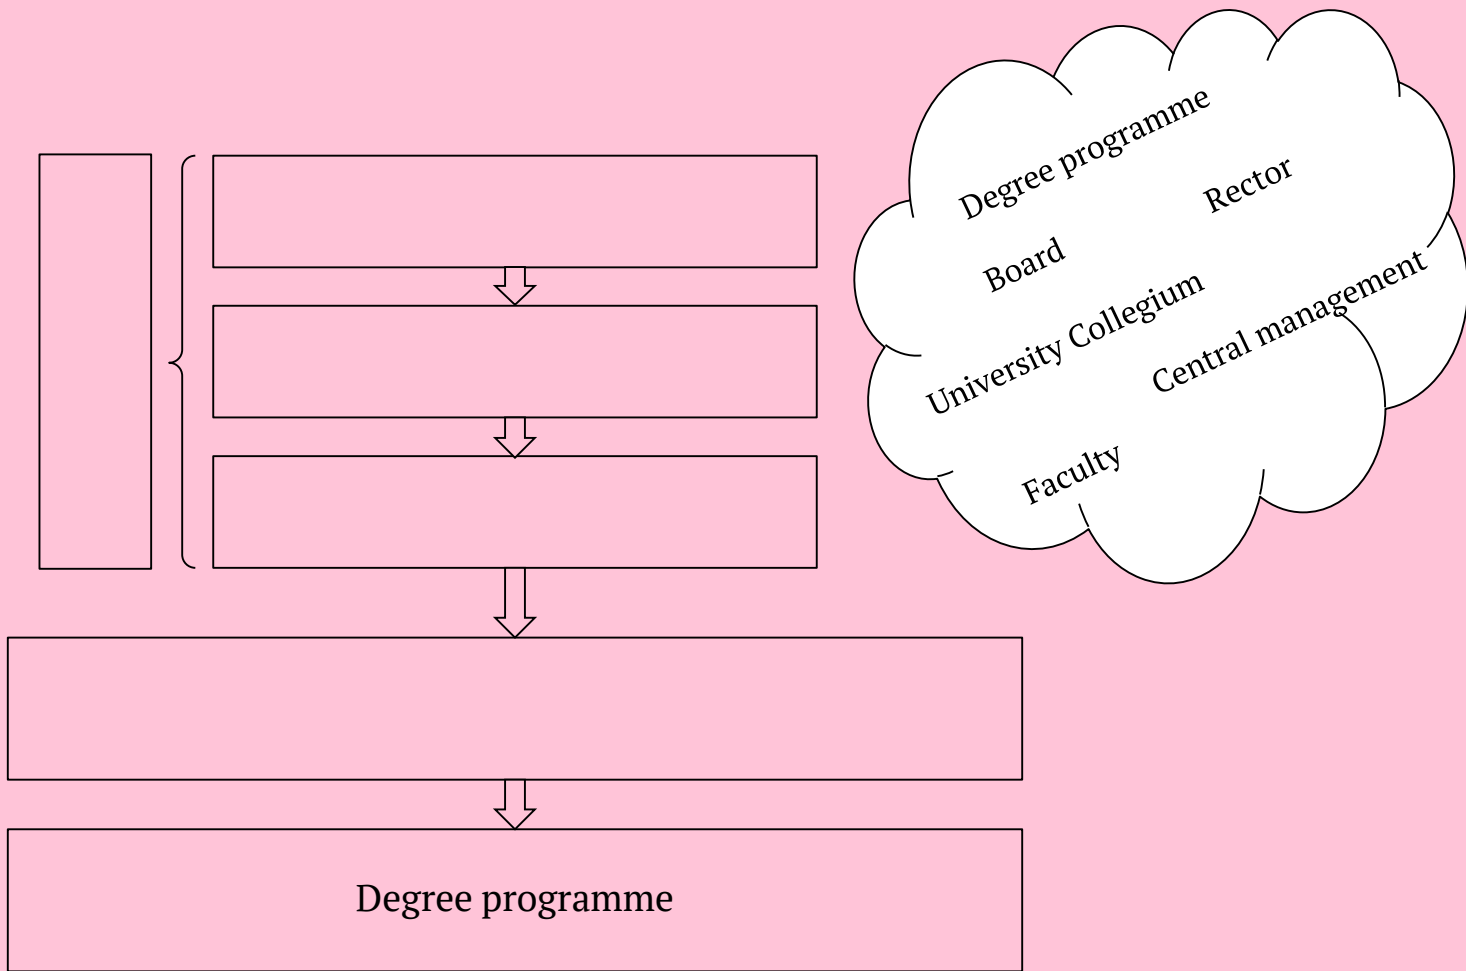 Degree programme
Rector
Board
University Collegium
Central management
Faculty
Degree programme